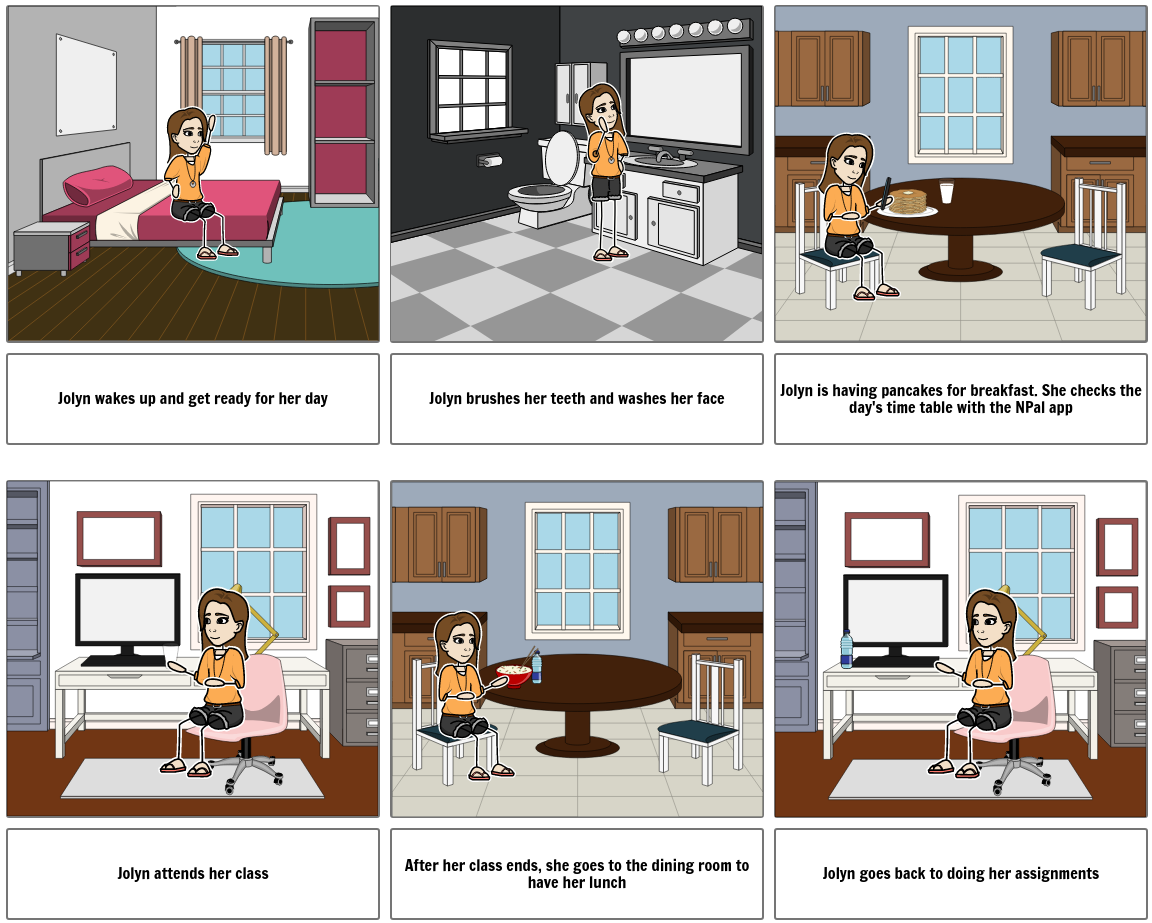 Jolyn wakes up and get ready for her day
Jolyn brushes her teeth and washes her face
Jolyn is having pancakes for breakfast. She checks the
day's time table with the NPal app
Jolyn attends her class
After her class ends, she goes to the dining room to
have her lunch
Jolyn goes back to doing her assignments